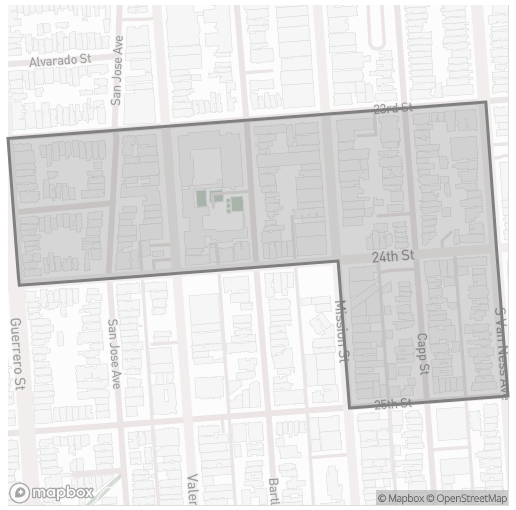 San Jose Ave
Alvarado St
23rd St
24th St
Guerrero St
San Jose Ave
Mission St
Capp St
S Van Ness Ave
25th St
Valer
Bartl
mapbox
© Mapbox © OpenStreetMap